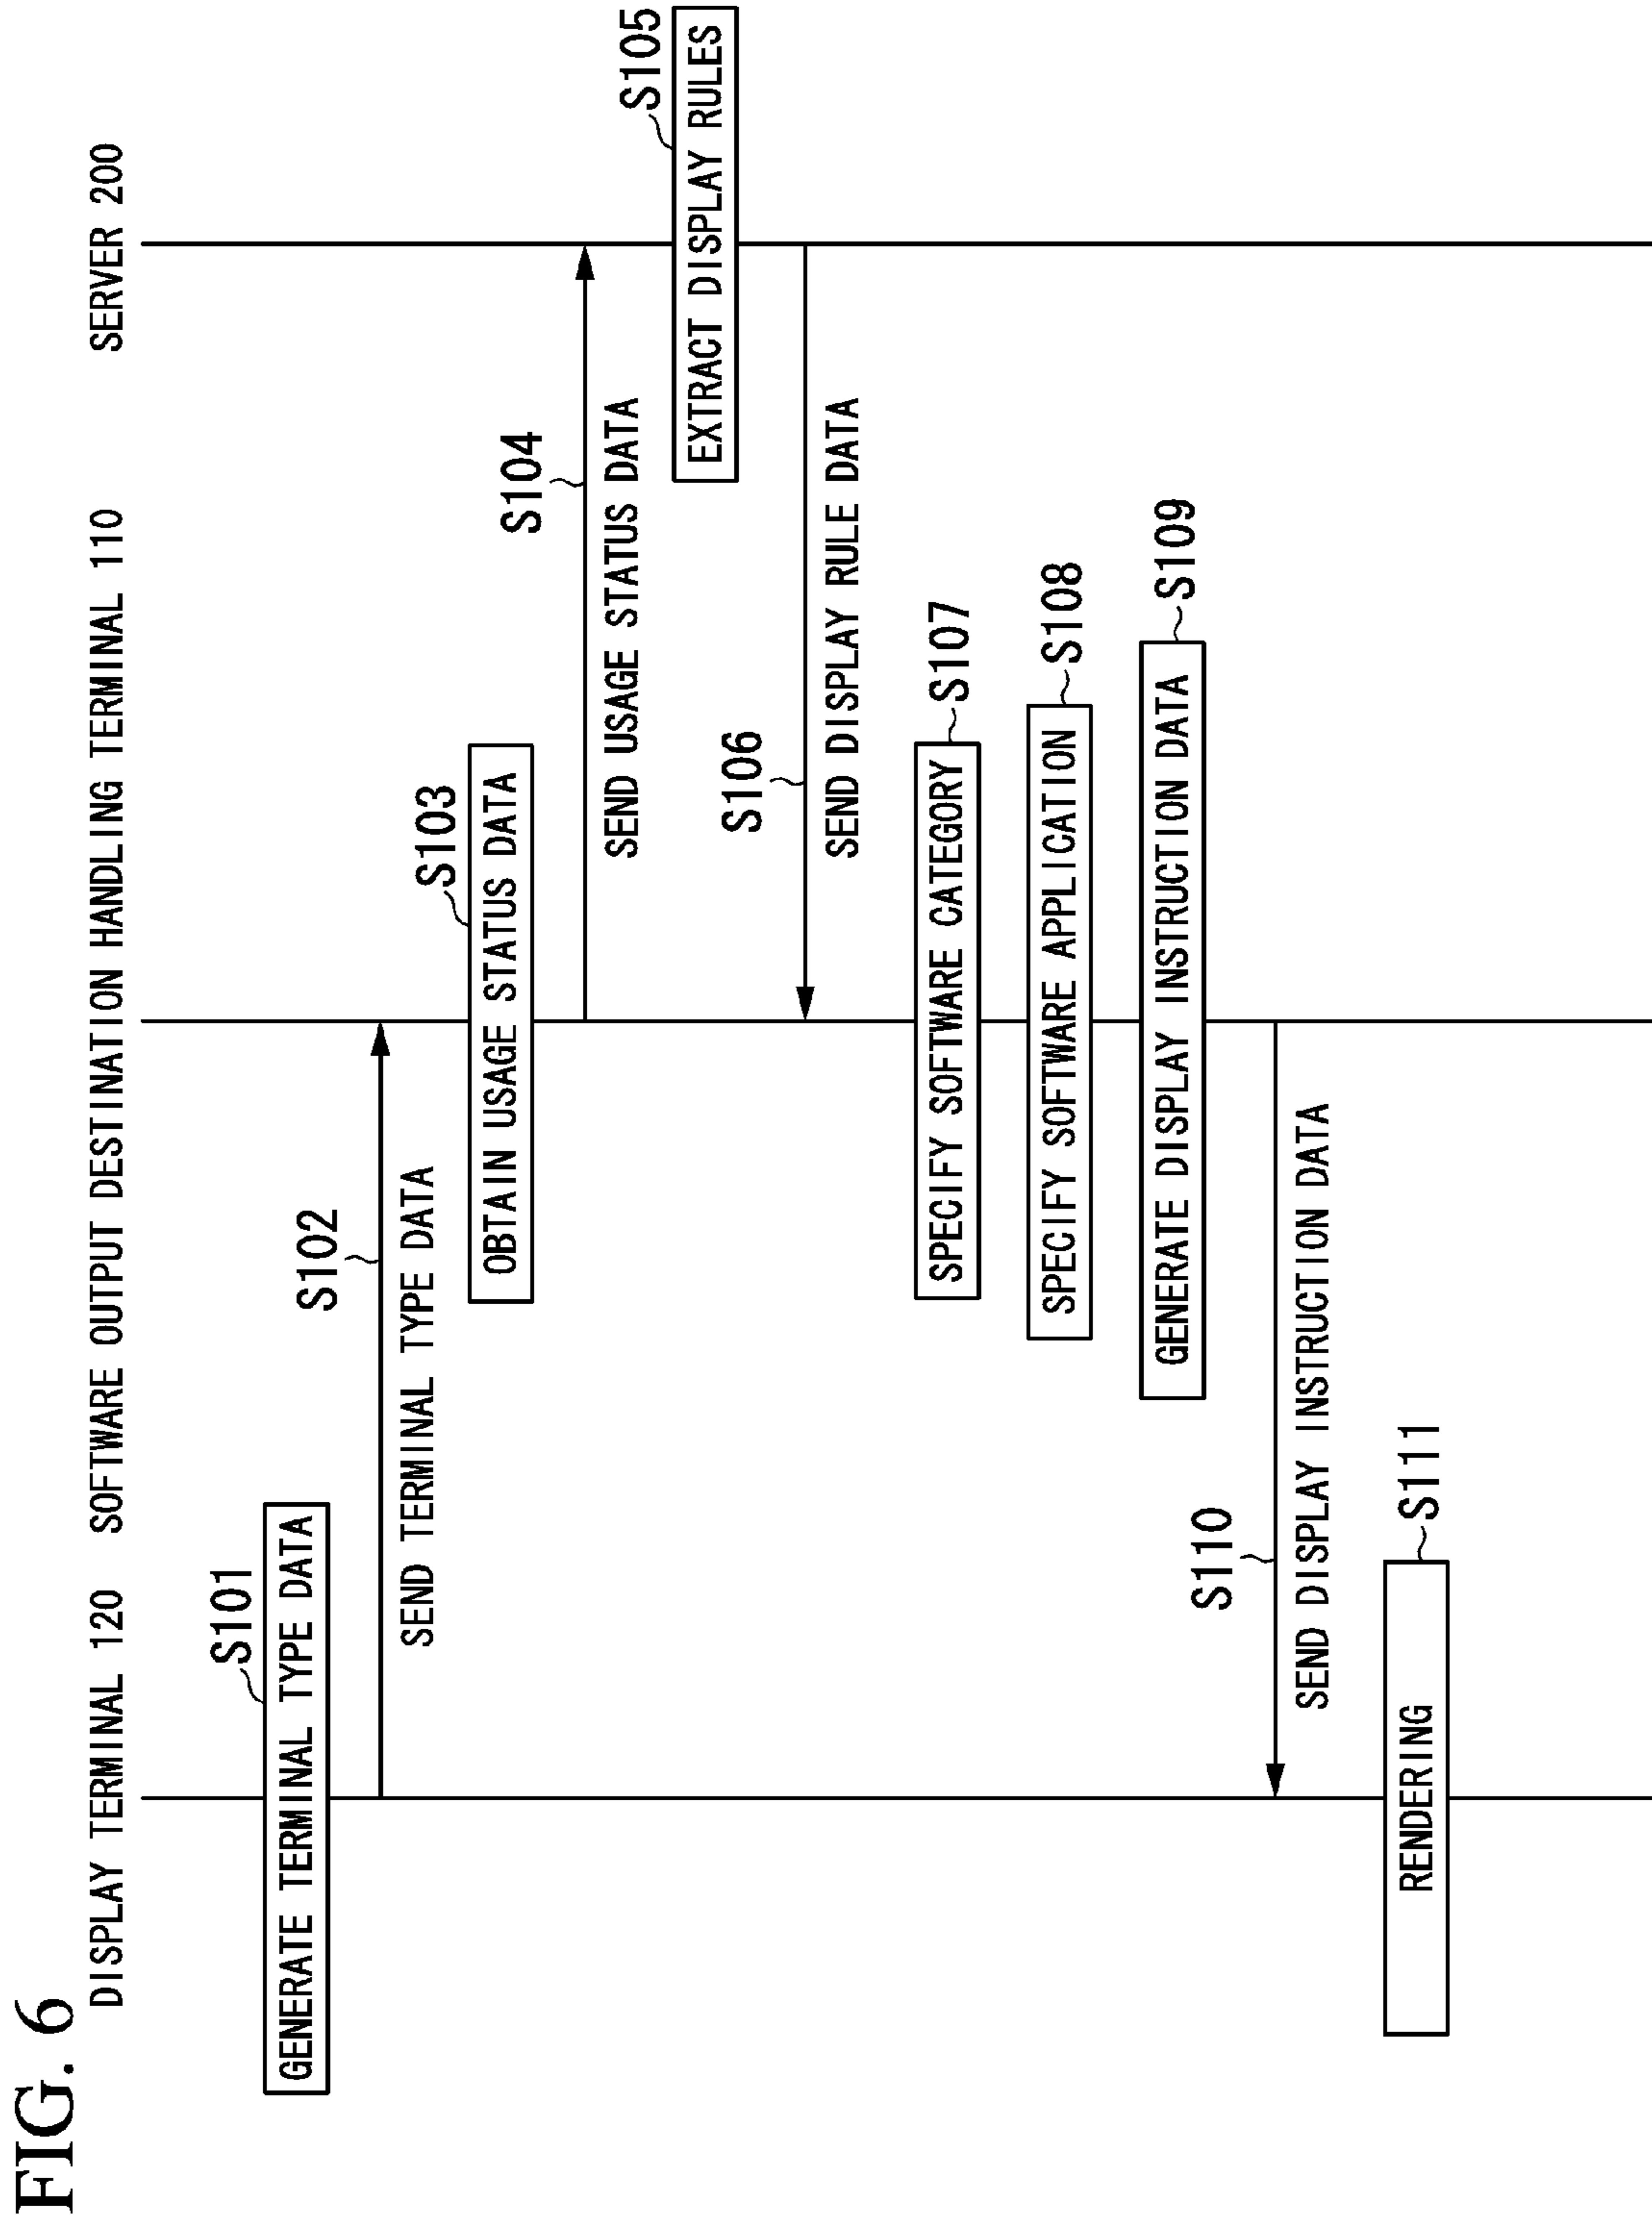 FIG. 6
DISPLAY TERMINAL 120
SOFTWARE OUTPUT DESTINATION HANDLING TERMINAL 110
SERVER 200
S101
GENERATE TERMINAL TYPE DATA
S102
SEND TERMINAL TYPE DATA
S103
OBTAIN USAGE STATUS DATA
S104
SEND USAGE STATUS DATA
S105
EXTRACT DISPLAY RULES
S106
SEND DISPLAY RULE DATA
SPECIFY SOFTWARE CATEGORY
S107
SPECIFY SOFTWARE APPLICATION
S108
GENERATE DISPLAY INSTRUCTION DATA
S109
S110
SEND DISPLAY INSTRUCTION DATA
RENDERING
S111